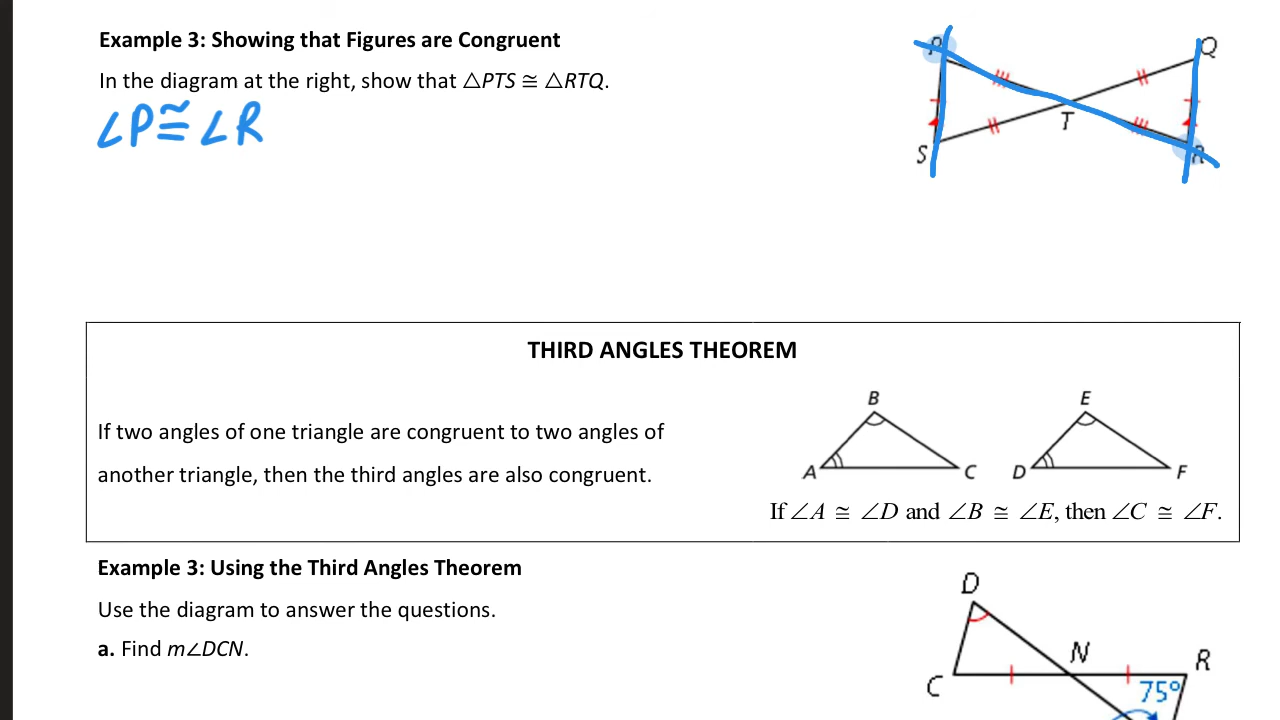 Example 3: Showing that Figures are Congruent
In the diagram at the right, show that △PTS ≅ △RTQ.
∠P ≅ ∠R
P
Q
T
S
R
THIRD ANGLES THEOREM
If two angles of one triangle are congruent to two angles of
another triangle, then the third angles are also congruent.
B
E
A
C
D
F
If ∠A ≅ ∠D and ∠B ≅ ∠E, then ∠C ≅ ∠F.
Example 3: Using the Third Angles Theorem
Use the diagram to answer the questions.
a. Find m∠DCN.
D
N
R
C
75°